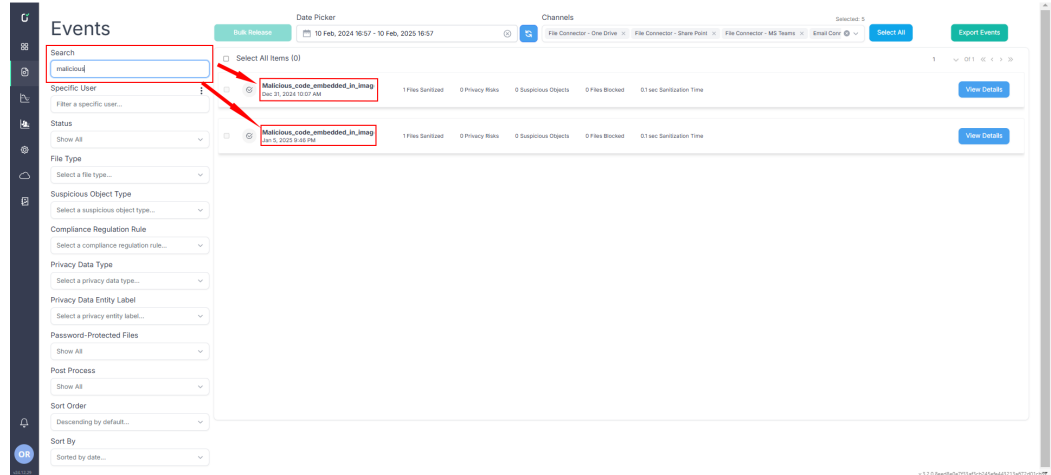 Events
Bulk Release
Date Picker
10 Feb, 2024 16:57 - 10 Feb, 2025 16:57
Channels
Selected: 5
File Connector - One Drive
File Connector - Share Point
File Connector - MS Teams
Email Conr
Select All
Export Events
Search
malicious
Specific User
Filter a specific user...
Status
Show All
File Type
Select a file type...
Suspicious Object Type
Select a suspicious object type...
Compliance Regulation Rule
Select a compliance regulation rule...
Privacy Data Type
Select a privacy data type...
Privacy Data Entity Label
Select a privacy entity label...
Password-Protected Files
Show All
Post Process
Show All
Sort Order
Descending by default...
Sort By
Sorted by date...
OR
Select All Items (0)
1 Of 1
Malicious_code_embedded_in_imag
Dec 31, 2024 10:07 AM
1 Files Sanitized 0 Privacy Risks 0 Suspicious Objects 0 Files Blocked 0.1 sec Sanitization Time
View Details
Malicious_code_embedded_in_imag
Jan 5, 2025 9:46 PM
1 Files Sanitized 0 Privacy Risks 0 Suspicious Objects 0 Files Blocked 0.1 sec Sanitization Time
View Details